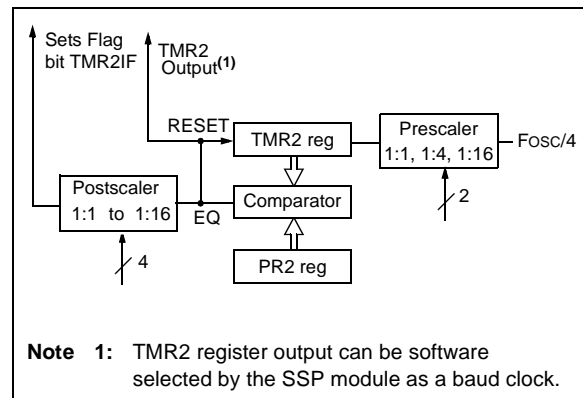 Sets Flag
bit TMR2IF
TMR2
Output(1)
RESET
TMR2 reg
Prescaler
1:1, 1:4, 1:16
FOSC/4
2
Postscaler
1:1 to 1:16
EQ
Comparator
4
PR2 reg
Note 1: TMR2 register output can be software
selected by the SSP module as a baud clock.